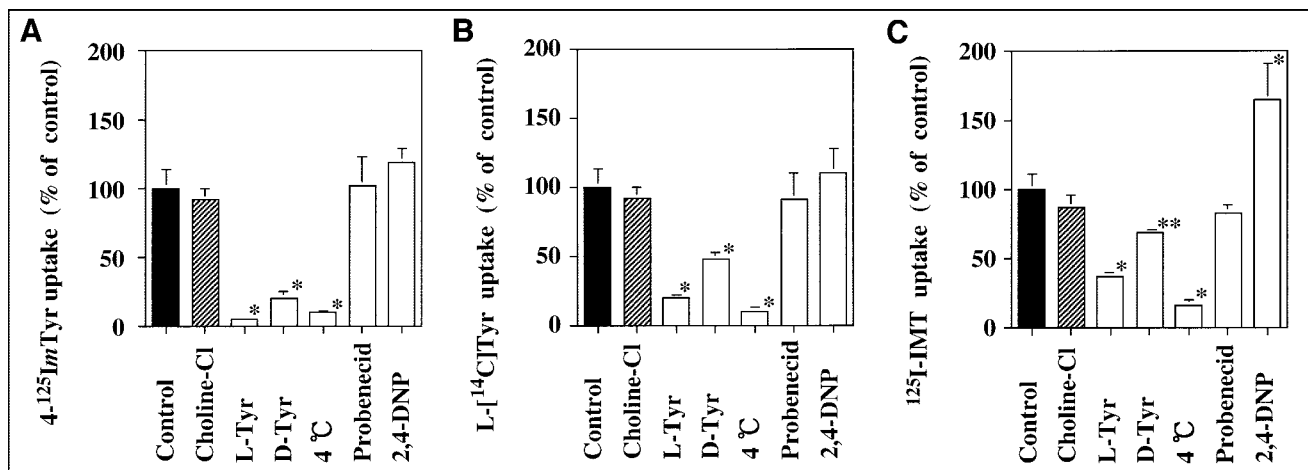 A
4-¹²⁵ImTyr uptake (% of control)
200
150
100
50
0
*
*
*
Control
Choline-Cl
L-Tyr
D-Tyr
4 ℃
Probenecid
2,4-DNP
B
L-[¹⁴C]Tyr uptake (% of control)
200
150
100
50
0
*
*
*
Control
Choline-Cl
L-Tyr
D-Tyr
4 ℃
Probenecid
2,4-DNP
C
¹²⁵I-IMT uptake (% of control)
200
150
100
50
0
*
**
*
*
Control
Choline-Cl
L-Tyr
D-Tyr
4 ℃
Probenecid
2,4-DNP